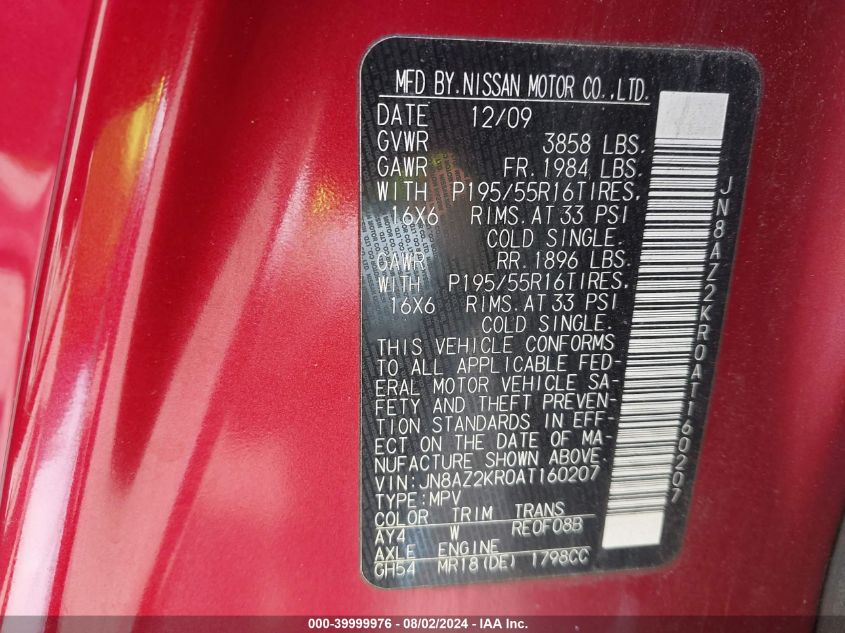 MFD BY.NISSAN MOTOR CO.,LTD.
DATE 12/09
GVWR 3858 LBS.
GAWR FR. 1984 LBS.
WITH P195/55R16TIRES,
16X6 RIMS.AT 33 PSI
COLD SINGLE.
GAWR RR. 1896 LBS.
WITH P195/55R16TIRES,
16X6 RIMS.AT 33 PSI
COLD SINGLE.
THIS VEHICLE CONFORMS
TO ALL APPLICABLE FED-
ERAL MOTOR VEHICLE SA-
FETY AND THEFT PREVEN-
TION STANDARDS IN EFF-
ECT ON THE DATE OF MA-
NUFACTURE SHOWN ABOVE.
VIN:JN8AZ2KR0AT160207
TYPE:MPV
COLOR TRIM TRANS
AY4 W RE0F08B
AXLE ENGINE
GH54 MR18(DE) 1798CC
JN8AZ2KR0AT160207
000-39999976 - 08/02/2024 - Copyright IAA, Inc.